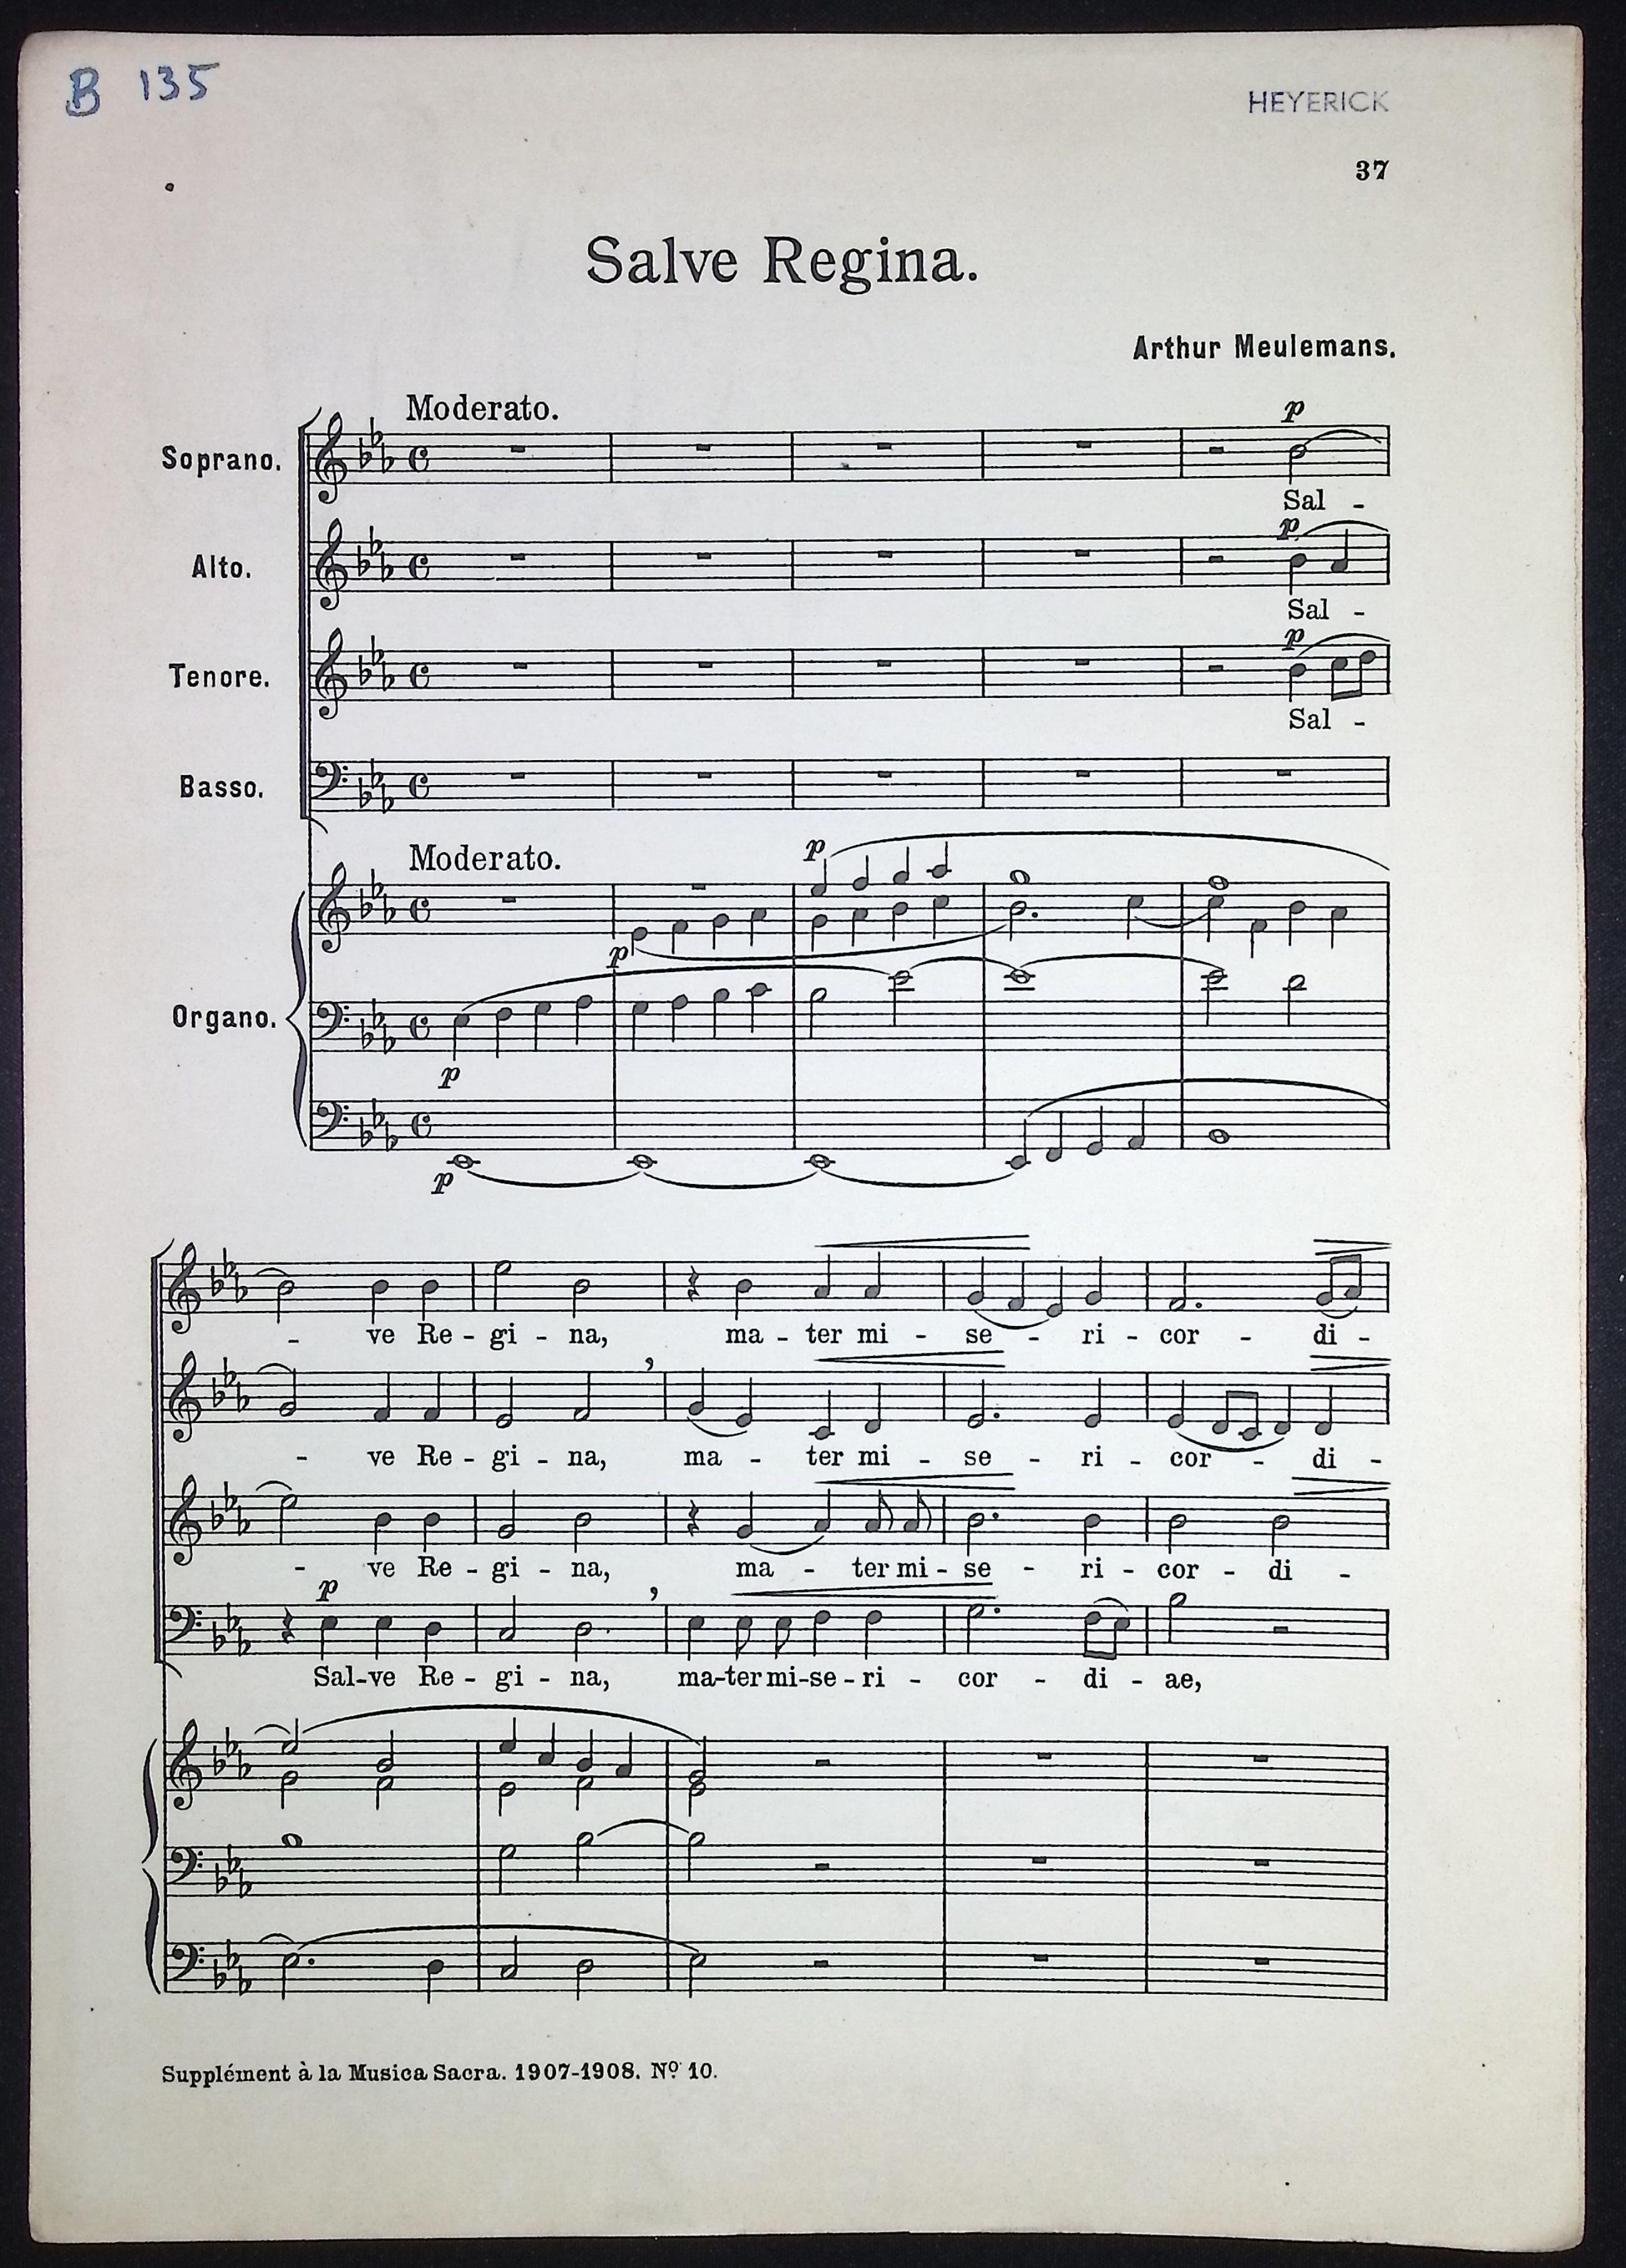 B 135
HEYERICK
37
Salve Regina.
Arthur Meulemans.
Moderato.
p
Soprano.
Sal -
p
Alto.
Sal -
p
Tenore.
Sal -
Basso.
Moderato.
p
p
Organo.
p
p
- ve Re - gi - na, ma - ter mi - se - ri - cor - di -
- ve Re - gi - na, ma - ter mi - se - ri - cor - di -
- ve Re - gi - na, ma - ter mi - se - ri - cor - di -
p
Sal-ve Re - gi - na, ma-ter mi-se-ri - cor - di - ae,
Supplément à la Musica Sacra. 1907-1908. Nº 10.